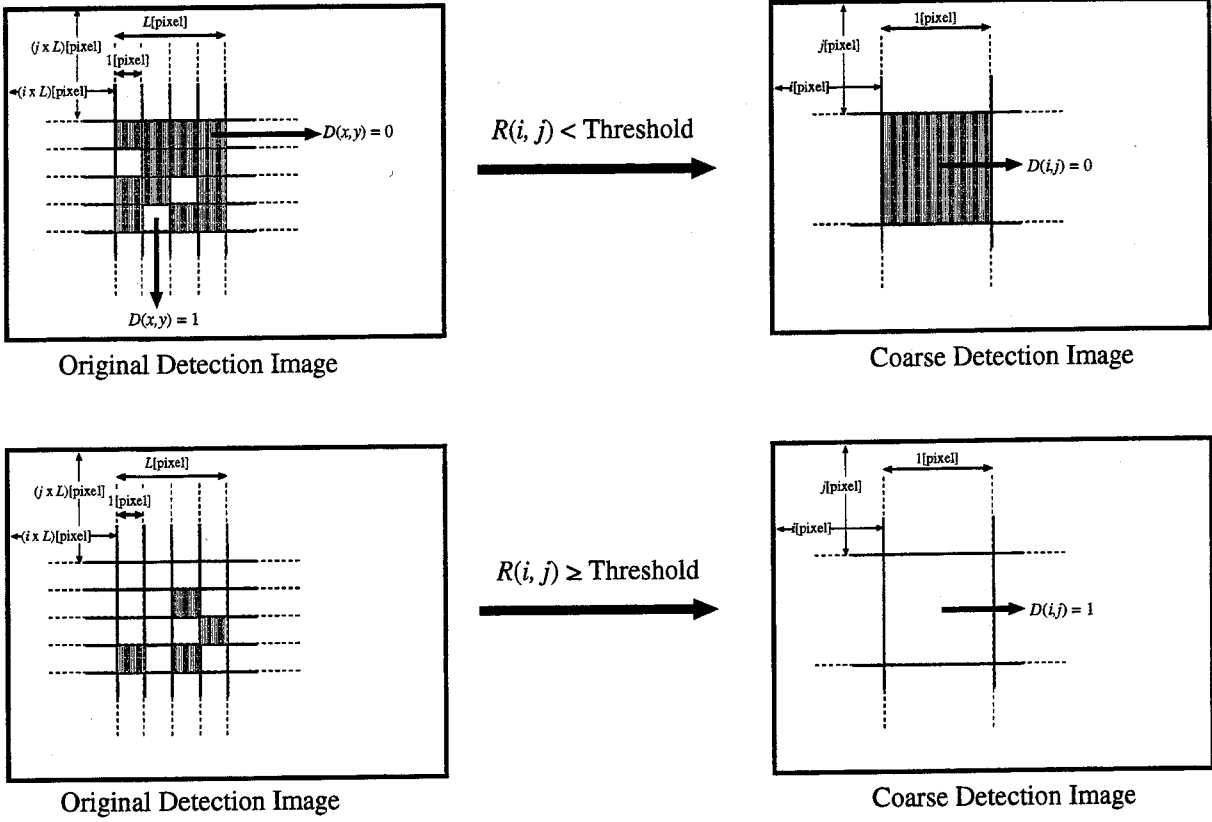 L[pixel]
(j x L)[pixel]
1[pixel]
(i x L)[pixel]
D(x,y) = 0
D(x,y) = 1
Original Detection Image
R(i, j) < Threshold
1[pixel]
j[pixel]
i[pixel]
D(i,j) = 0
Coarse Detection Image
L[pixel]
(j x L)[pixel]
1[pixel]
(i x L)[pixel]
Original Detection Image
R(i, j) ≥ Threshold
1[pixel]
j[pixel]
i[pixel]
D(i,j) = 1
Coarse Detection Image